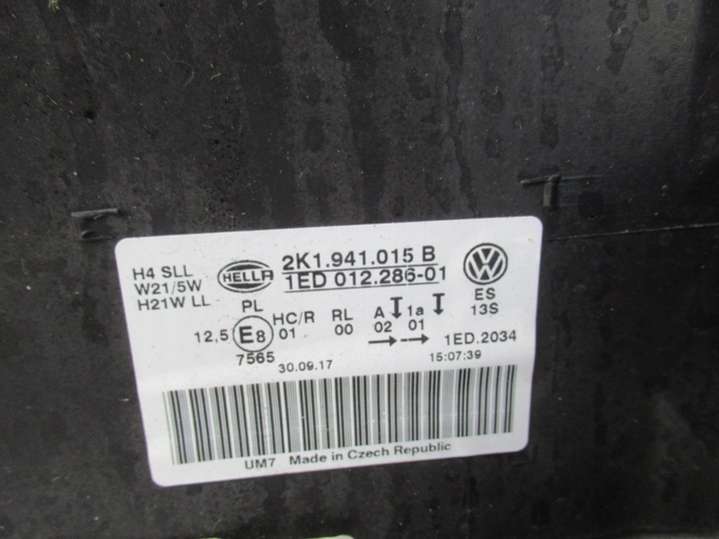 H4 SLL
W21/5W
H21W LL
HELLA
2K1.941.015 B
1ED 012.286-01
PL
ES
13S
12,5 E8
7565
HC/R RL A 1a
01 00 02 01
1ED.2034
30.09.17 15:07:39
UM7 Made in Czech Republic